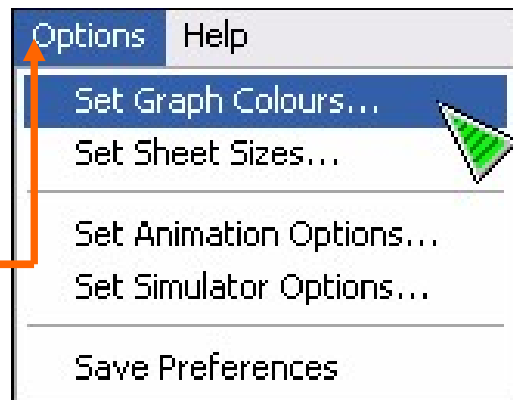 Options Help
Set Graph Colours...
Set Sheet Sizes...
Set Animation Options...
Set Simulator Options...
Save Preferences